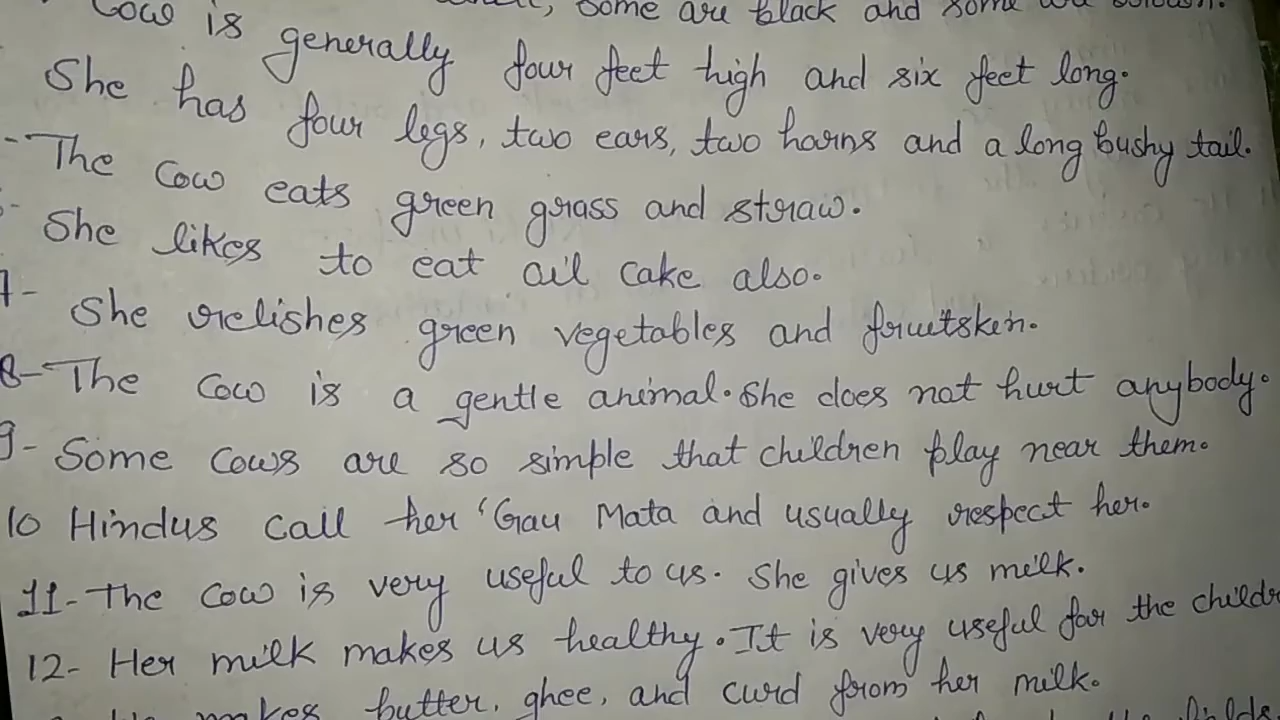 some are black and some are brown.
Cow is generally four feet high and six feet long.
She has four legs, two ears, two horns and a long bushy tail.
- The Cow eats green grass and straw.
She likes to eat oil cake also.
7- She relishes green vegetables and fruitskin.
8- The Cow is a gentle animal. She does not hurt anybody.
9- Some Cows are so simple that children play near them.
10 Hindus call her 'Gau Mata and usually respect her.
11- The Cow is very useful to us. She gives us milk.
12- Her milk makes us healthy. It is very useful for the childr
makes butter, ghee, and curd from her milk.